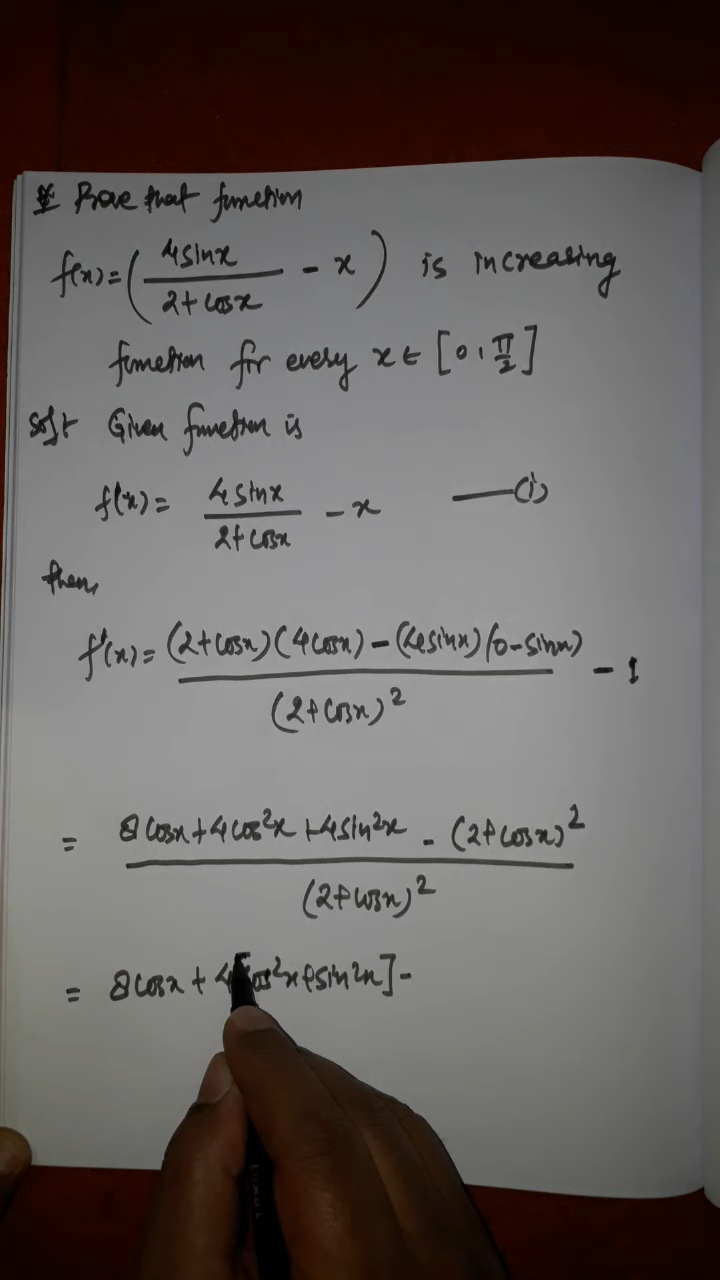 Prove that function
f(x) = ( 4sinx / 2+cosx - x ) is increasing
function for every x ∈ [0, π/2]
Soln Given function is
f(x) = 4sinx / 2+cosx - x —(i)
then,
f'(x) = (2+cosx)(4cosx) - (4sinx)(0-sinx) / (2+cosx)² - 1
= 8cosx+4cos²x+4sin²x - (2+cosx)² / (2+cosx)²
= 8cosx + 4[cos²x+sin²x] -